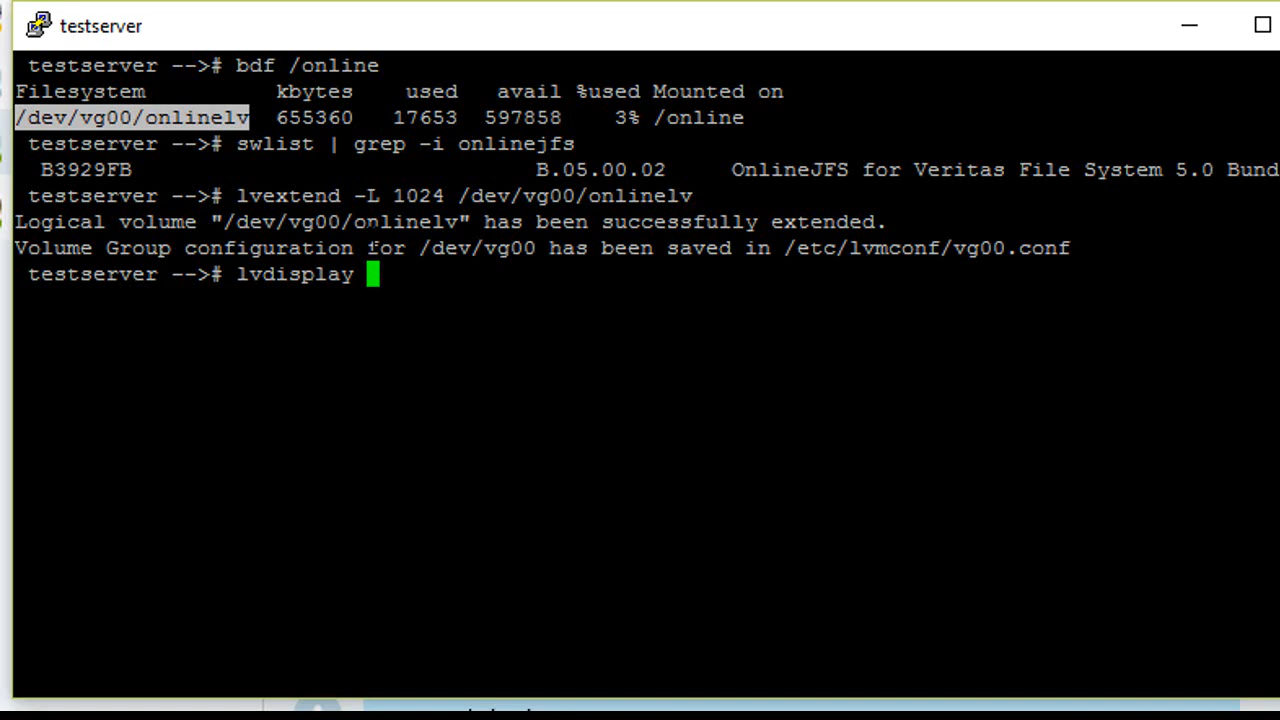 testserver
testserver --># bdf /online
Filesystem kbytes used avail %used Mounted on
/dev/vg00/onlinelv 655360 17653 597858 3% /online
testserver --># swlist | grep -i onlinejfs
B3929FB B.05.00.02 OnlineJFS for Veritas File System 5.0 Bund
testserver --># lvextend -L 1024 /dev/vg00/onlinelv
Logical volume "/dev/vg00/onlinelv" has been successfully extended.
Volume Group configuration for /dev/vg00 has been saved in /etc/lvmconf/vg00.conf
testserver --># lvdisplay